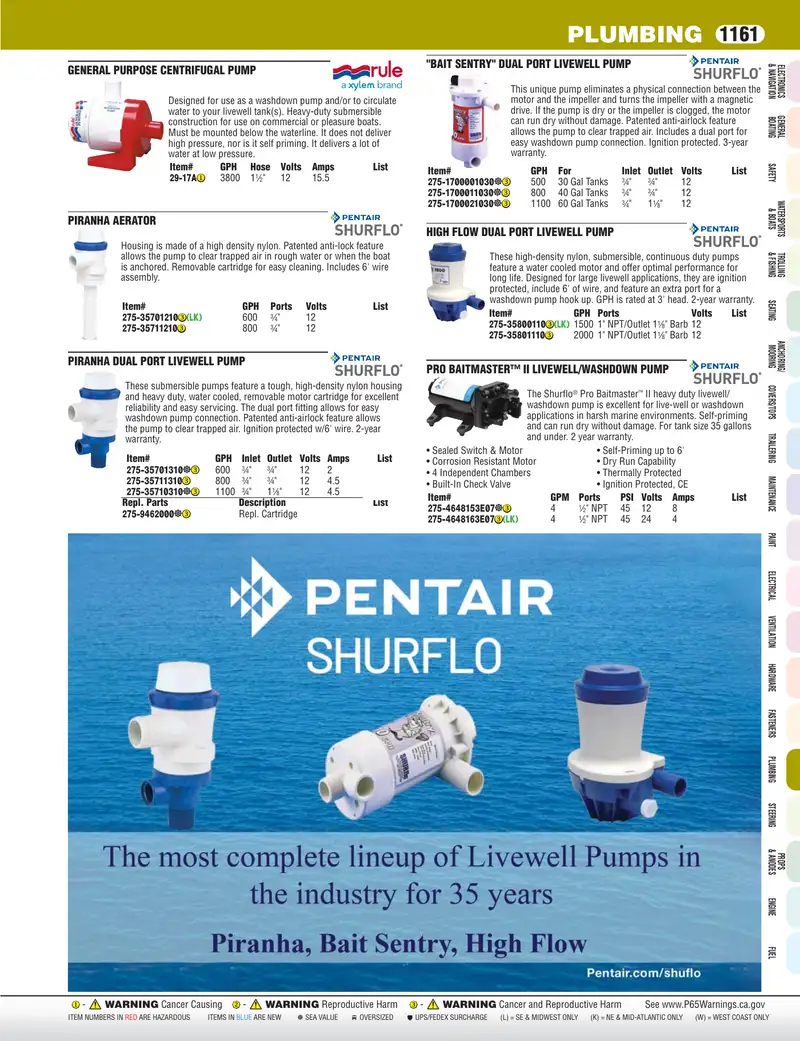 PLUMBING 1161
GENERAL PURPOSE CENTRIFUGAL PUMP
rule
a xylem brand
Designed for use as a washdown pump and/or to circulate
water to your livewell tank(s). Heavy-duty submersible
construction for use on commercial or pleasure boats.
Must be mounted below the waterline. It does not deliver
high pressure, nor is it self priming. It delivers a lot of
water at low pressure.
Item# GPH Hose Volts Amps List
29-17A 1 3800 1½" 12 15.5
PIRANHA AERATOR
PENTAIR
SHURFLO®
Housing is made of a high density nylon. Patented anti-lock feature
allows the pump to clear trapped air in rough water or when the boat
is anchored. Removable cartridge for easy cleaning. Includes 6' wire
assembly.
Item# GPH Ports Volts List
275-35701210 3 (LK) 600 ¾" 12
275-35711210 3 800 ¾" 12
PIRANHA DUAL PORT LIVEWELL PUMP
PENTAIR
SHURFLO®
These submersible pumps feature a tough, high-density nylon housing
and heavy duty, water cooled, removable motor cartridge for excellent
reliability and easy servicing. The dual port fitting allows for easy
washdown pump connection. Patented anti-airlock feature allows
the pump to clear trapped air. Ignition protected w/6' wire. 2-year
warranty.
Item# GPH Inlet Outlet Volts Amps List
275-35701310 3 600 ¾" ¾" 12 2
275-35711310 3 800 ¾" ¾" 12 4.5
275-35710310 3 1100 ¾" 1⅛" 12 4.5
Repl. Parts Description List
275-9462000 3 Repl. Cartridge
"BAIT SENTRY" DUAL PORT LIVEWELL PUMP
PENTAIR
SHURFLO®
This unique pump eliminates a physical connection between the
motor and the impeller and turns the impeller with a magnetic
drive. If the pump is dry or the impeller is clogged, the motor
can run dry without damage. Patented anti-airlock feature
allows the pump to clear trapped air. Includes a dual port for
easy washdown pump connection. Ignition protected. 3-year
warranty.
Item# GPH For Inlet Outlet Volts List
275-1700001030 3 500 30 Gal Tanks ¾" ¾" 12
275-1700011030 3 800 40 Gal Tanks ¾" ¾" 12
275-1700021030 3 1100 60 Gal Tanks ¾" 1⅛" 12
HIGH FLOW DUAL PORT LIVEWELL PUMP
PENTAIR
SHURFLO®
These high-density nylon, submersible, continuous duty pumps
feature a water cooled motor and offer optimal performance for
long life. Designed for large livewell applications, they are ignition
protected, include 6' of wire, and feature an extra port for a
washdown pump hook up. GPH is rated at 3' head. 2-year warranty.
Item# GPH Ports Volts List
275-35800110 3 (LK) 1500 1" NPT/Outlet 1⅛" Barb 12
275-35801110 3 2000 1" NPT/Outlet 1⅛" Barb 12
PRO BAITMASTER™ II LIVEWELL/WASHDOWN PUMP
PENTAIR
SHURFLO®
The Shurflo® Pro Baitmaster™ II heavy duty livewell/
washdown pump is excellent for live-well or washdown
applications in harsh marine environments. Self-priming
and can run dry without damage. For tank size 35 gallons
and under. 2 year warranty.
• Sealed Switch & Motor • Self-Priming up to 6'
• Corrosion Resistant Motor • Dry Run Capability
• 4 Independent Chambers • Thermally Protected
• Built-In Check Valve • Ignition Protected, CE
Item# GPM Ports PSI Volts Amps List
275-4648153E07 3 4 ½" NPT 45 12 8
275-4648163E07 3 (LK) 4 ½" NPT 45 24 4
PENTAIR
SHURFLO
The most complete lineup of Livewell Pumps in
the industry for 35 years
Piranha, Bait Sentry, High Flow
Pentair.com/shuflo
ELECTRONICS
& NAVIGATION
GENERAL
BOATING
SAFETY
WATERSPORTS
& BOATS
TROLLING
& FISHING
SEATING
ANCHORING/
MOORING
COVERS/TOPS
TRAILERING
MAINTENANCE
PAINT
ELECTRICAL
VENTILATION
HARDWARE
FASTENERS
PLUMBING
STEERING
PROPS
& ANODES
ENGINE
FUEL
1 - WARNING Cancer Causing 2 - WARNING Reproductive Harm 3 - WARNING Cancer and Reproductive Harm See www.P65Warnings.ca.gov
ITEM NUMBERS IN RED ARE HAZARDOUS ITEMS IN BLUE ARE NEW SEA VALUE OVERSIZED UPS/FEDEX SURCHARGE (L) = SE & MIDWEST ONLY (K) = NE & MID-ATLANTIC ONLY (W) = WEST COAST ONLY